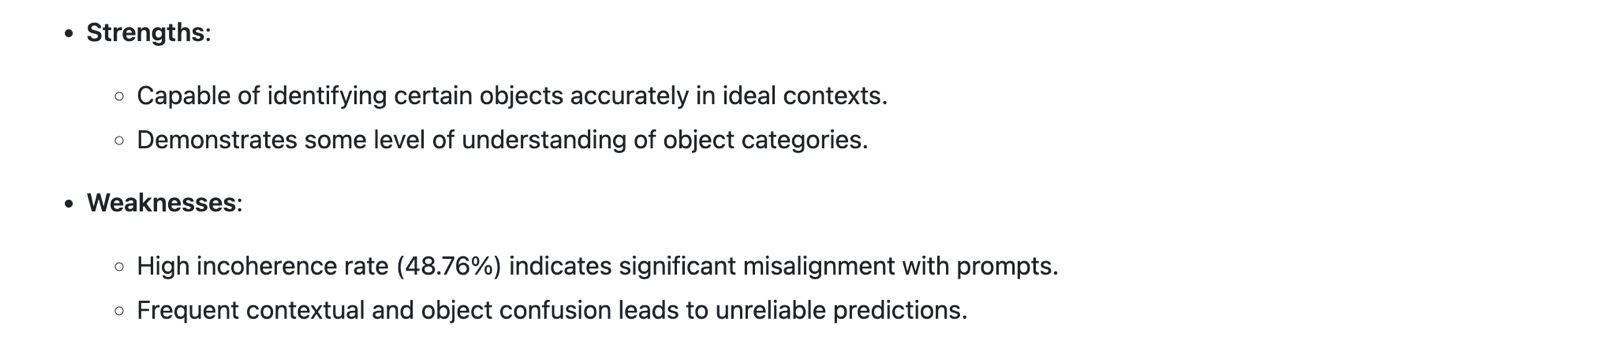 • Strengths:
◦ Capable of identifying certain objects accurately in ideal contexts.
◦ Demonstrates some level of understanding of object categories.
• Weaknesses:
◦ High incoherence rate (48.76%) indicates significant misalignment with prompts.
◦ Frequent contextual and object confusion leads to unreliable predictions.